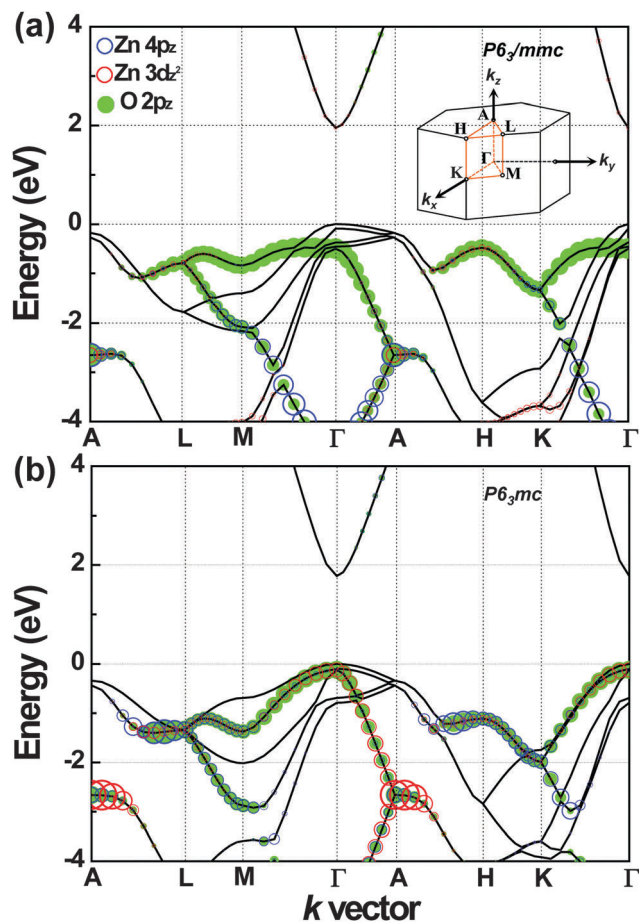 (a)
Zn 4pz
Zn 3dz²
O 2pz
P6₃/mmc
kz
A
H
L
Γ
K
M
kx
ky
Energy (eV)
4
2
0
-2
-4
A L M Γ A H K Γ
(b)
P6₃mc
Energy (eV)
4
2
0
-2
-4
A L M Γ A H K Γ
k vector